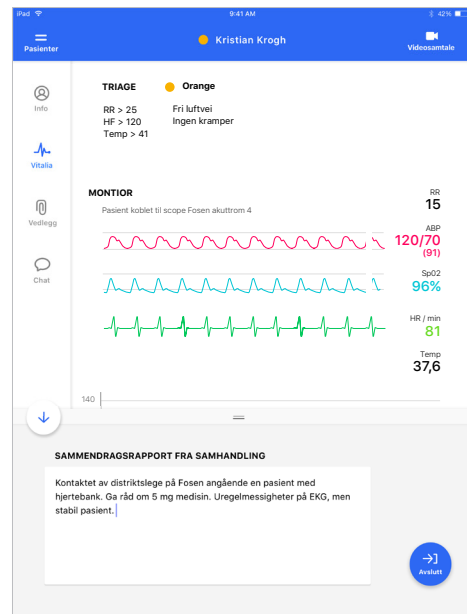 iPad
9:41 AM
42%
Pasienter
Kristian Krogh
Videosamtale
Info
Vitalia
Vedlegg
Chat
TRIAGE
Orange
RR > 25
HF > 120
Temp > 41
Fri luftvei
Ingen kramper
MONTIOR
Pasient koblet til scope Fosen akuttrom 4
RR
15
ABP
120/70
(91)
Sp02
96%
HR / min
81
Temp
37,6
140
SAMMENDRAGSRAPPORT FRA SAMHANDLING
Kontaktet av distriktslege på Fosen angående en pasient med
hjertebank. Ga råd om 5 mg medisin. Uregelmessigheter på EKG, men
stabil pasient.
Avslutt